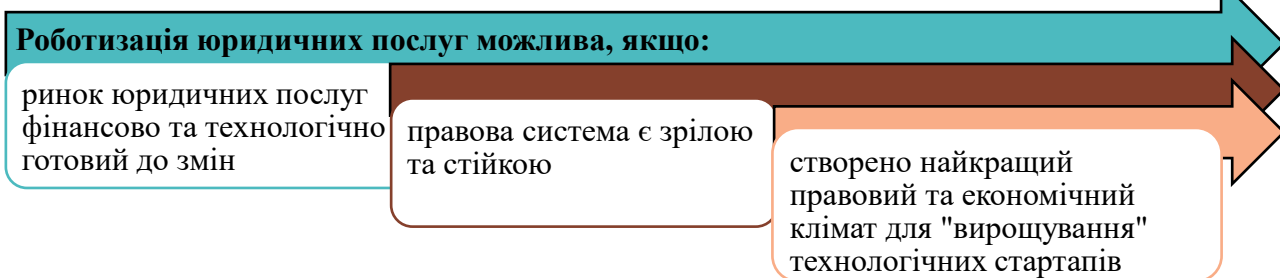 Роботизація юридичних послуг можлива, якщо:
ринок юридичних послуг
фінансово та технологічно
готовий до змін
правова система є зрілою
та стійкою
створено найкращий
правовий та економічний
клімат для "вирощування"
технологічних стартапів